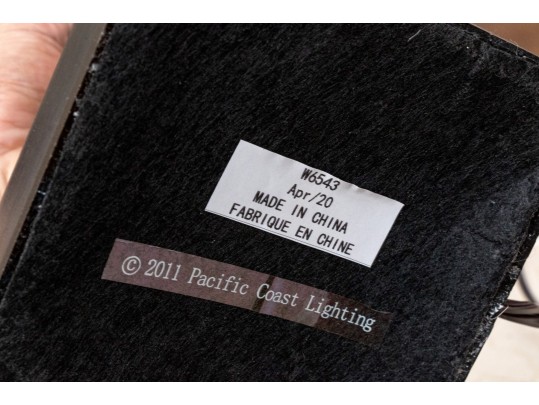 W6543
Apr/20
MADE IN CHINA
FABRIQUE EN CHINE
© 2011 Pacific Coast Lighting